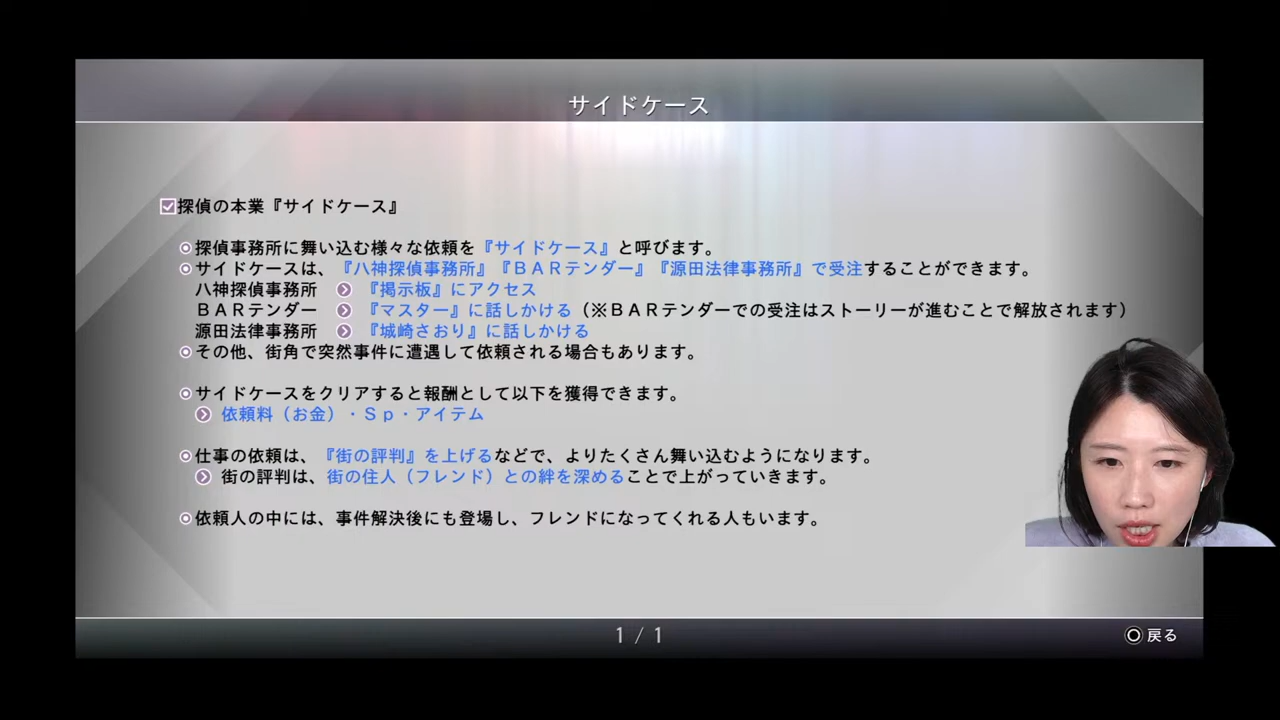 サイドケース
探偵の本業『サイドケース』
探偵事務所に舞い込む様々な依頼を『サイドケース』と呼びます。
サイドケースは、『八神探偵事務所』『BARテンダー』『源田法律事務所』で受注することができます。
八神探偵事務所 『掲示板』にアクセス
BARテンダー 『マスター』に話しかける(※BARテンダーでの受注はストーリーが進むことで解放されます)
源田法律事務所 『城崎さおり』に話しかける
その他、街角で突然事件に遭遇して依頼される場合もあります。
サイドケースをクリアすると報酬として以下を獲得できます。
依頼料(お金)・Sp・アイテム
仕事の依頼は、『街の評判』を上げるなどで、よりたくさん舞い込むようになります。
街の評判は、街の住人(フレンド)との絆を深めることで上がっていきます。
依頼人の中には、事件解決後にも登場し、フレンドになってくれる人もいます。
1 / 1
戻る